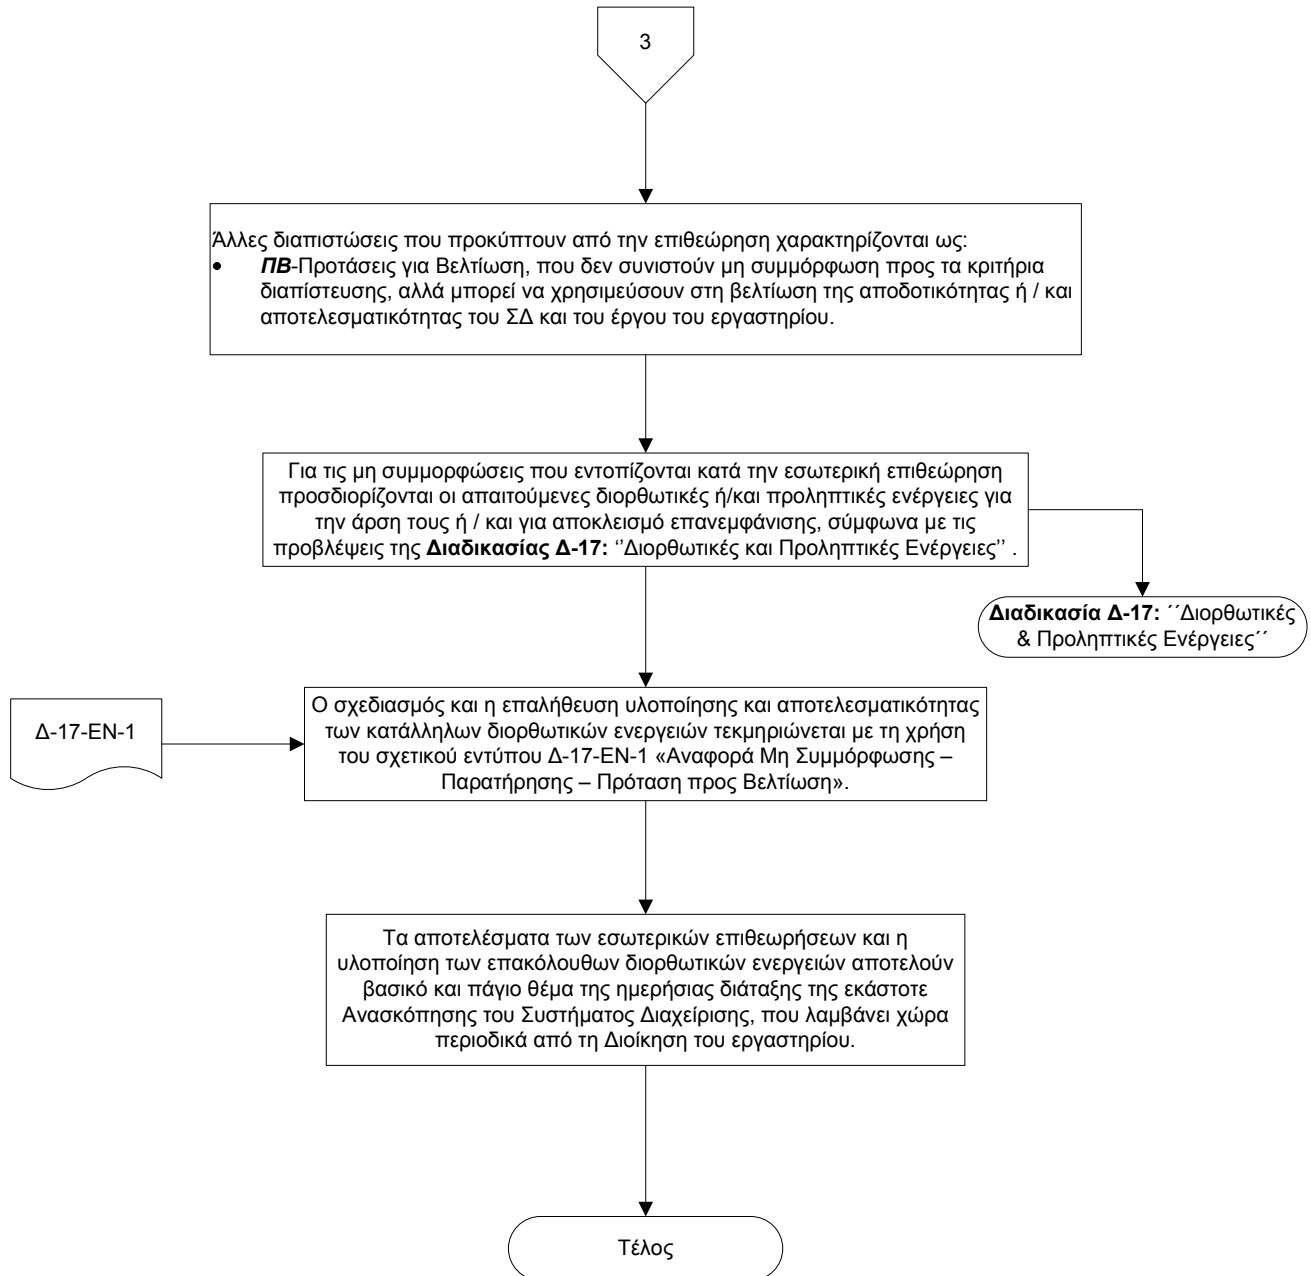 3
Άλλες διαπιστώσεις που προκύπτουν από την επιθεώρηση χαρακτηρίζονται ως:
• ΠΒ-Προτάσεις για Βελτίωση, που δεν συνιστούν μη συμμόρφωση προς τα κριτήρια
διαπίστευσης, αλλά μπορεί να χρησιμεύσουν στη βελτίωση της αποδοτικότητας ή / και
αποτελεσματικότητας του ΣΔ και του έργου του εργαστηρίου.
Για τις μη συμμορφώσεις που εντοπίζονται κατά την εσωτερική επιθεώρηση
προσδιορίζονται οι απαιτούμενες διορθωτικές ή/και προληπτικές ενέργειες για
την άρση τους ή / και για αποκλεισμό επανεμφάνισης, σύμφωνα με τις
προβλέψεις της Διαδικασίας Δ-17: ‘’Διορθωτικές και Προληπτικές Ενέργειες’’ .
Διαδικασία Δ-17: ΄΄Διορθωτικές
& Προληπτικές Ενέργειες΄΄
Δ-17-ΕΝ-1
Ο σχεδιασμός και η επαλήθευση υλοποίησης και αποτελεσματικότητας
των κατάλληλων διορθωτικών ενεργειών τεκμηριώνεται με τη χρήση
του σχετικού εντύπου Δ-17-ΕΝ-1 «Αναφορά Μη Συμμόρφωσης –
Παρατήρησης – Πρόταση προς Βελτίωση».
Τα αποτελέσματα των εσωτερικών επιθεωρήσεων και η
υλοποίηση των επακόλουθων διορθωτικών ενεργειών αποτελούν
βασικό και πάγιο θέμα της ημερήσιας διάταξης της εκάστοτε
Ανασκόπησης του Συστήματος Διαχείρισης, που λαμβάνει χώρα
περιοδικά από τη Διοίκηση του εργαστηρίου.
Τέλος